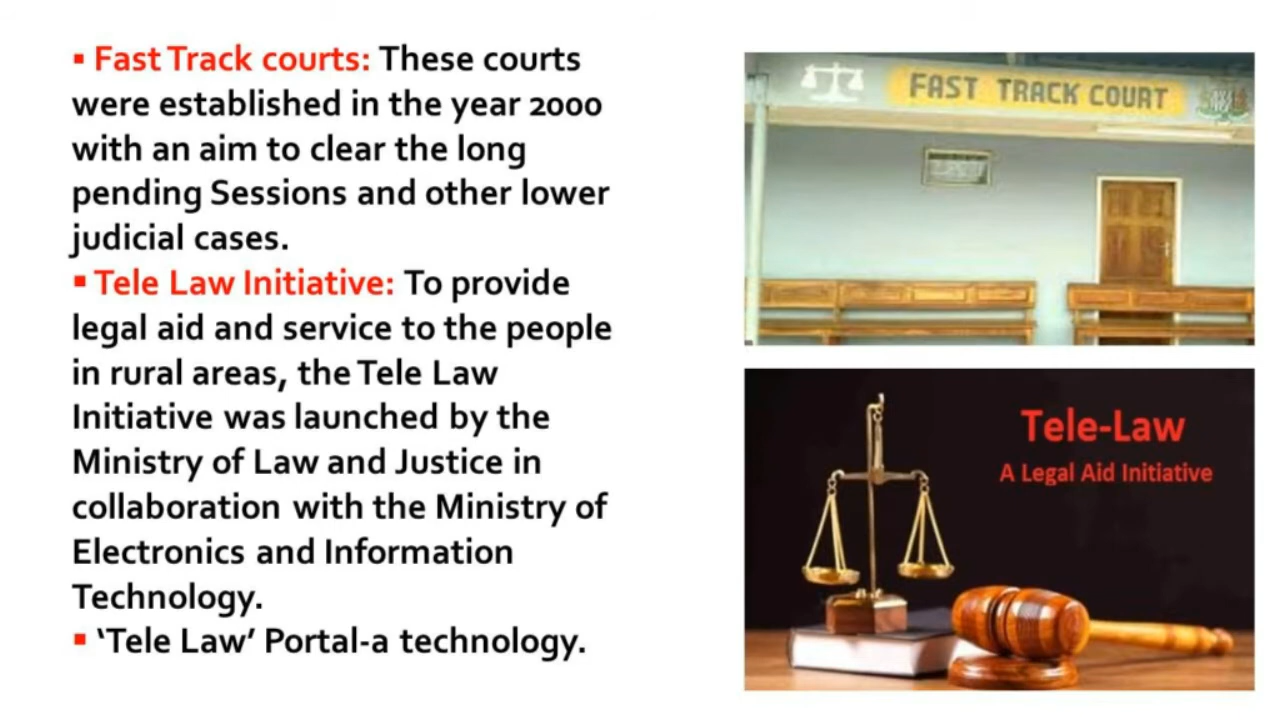 ▪ Fast Track courts: These courts
were established in the year 2000
with an aim to clear the long
pending Sessions and other lower
judicial cases.
▪ Tele Law Initiative: To provide
legal aid and service to the people
in rural areas, the Tele Law
Initiative was launched by the
Ministry of Law and Justice in
collaboration with the Ministry of
Electronics and Information
Technology.
▪ ‘Tele Law’ Portal-a technology.
FAST TRACK COURT
Tele-Law
A Legal Aid Initiative